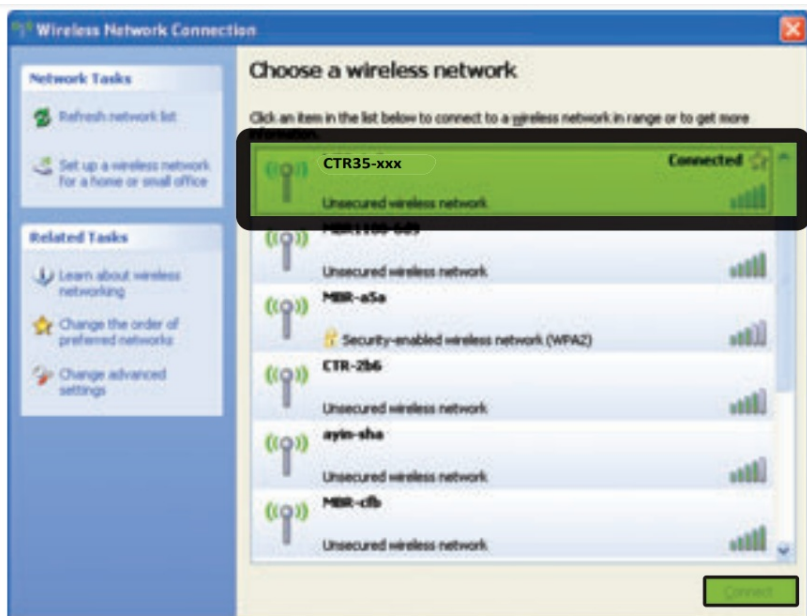 Wireless Network Connection
Network Tasks
Refresh network list
Set up a wireless network
for a home or small office
Related Tasks
Learn about wireless
networking
Change the order of
preferred networks
Change advanced
settings
Choose a wireless network
Click an item in the list below to connect to a wireless network in range or to get more
information.
CTR35-xxx
Connected
Unsecured wireless network
Unsecured wireless network
MBR-a5a
Security-enabled wireless network (WPA2)
CTR-2b6
Unsecured wireless network
ayin-sha
Unsecured wireless network
MBR-cfb
Unsecured wireless network
Connect